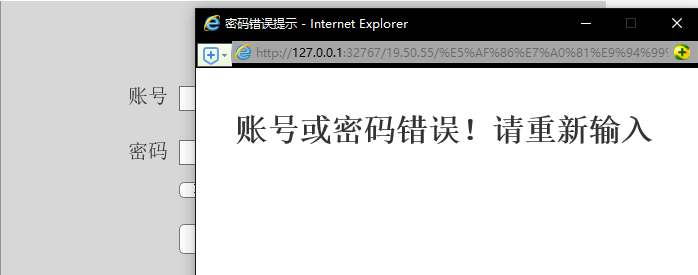 密码错误提示 - Internet Explorer
http://127.0.0.1:32767/19.50.55/%E5%AF%86%E7%A0%81%E9%94%99%
账号或密码错误！请重新输入
账号
密码